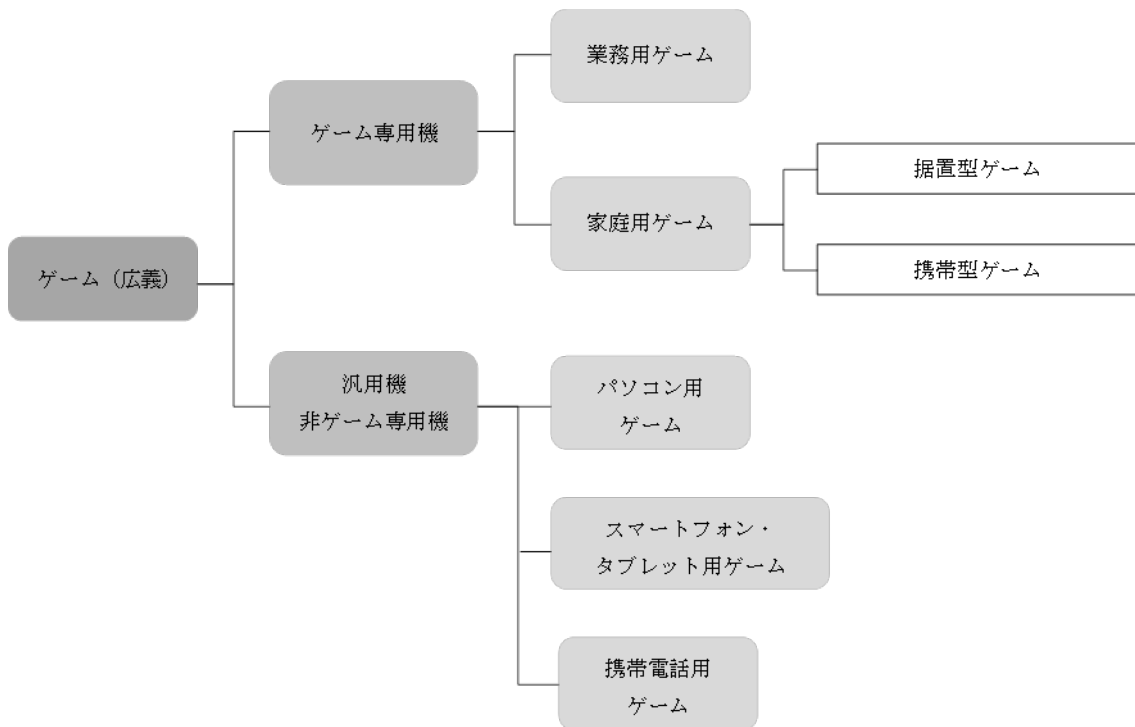 ゲーム（広義）
ゲーム専用機
業務用ゲーム
家庭用ゲーム
据置型ゲーム
携帯型ゲーム
汎用機
非ゲーム専用機
パソコン用
ゲーム
スマートフォン・
タブレット用ゲーム
携帯電話用
ゲーム